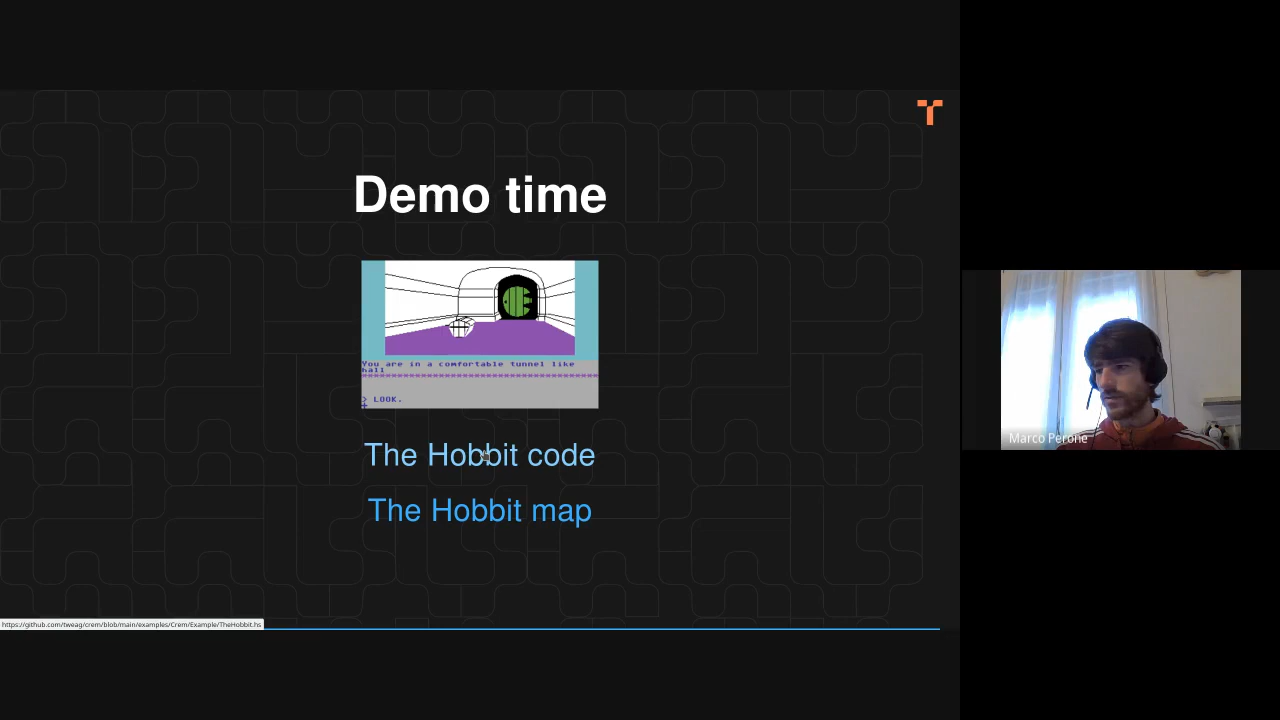 Demo time
You are in a comfortable tunnel like
hall
************************************
> LOOK.
The Hobbit code
The Hobbit map
https://github.com/tweag/crem/blob/main/examples/Crem/Example/TheHobbit.hs
Marco Perone